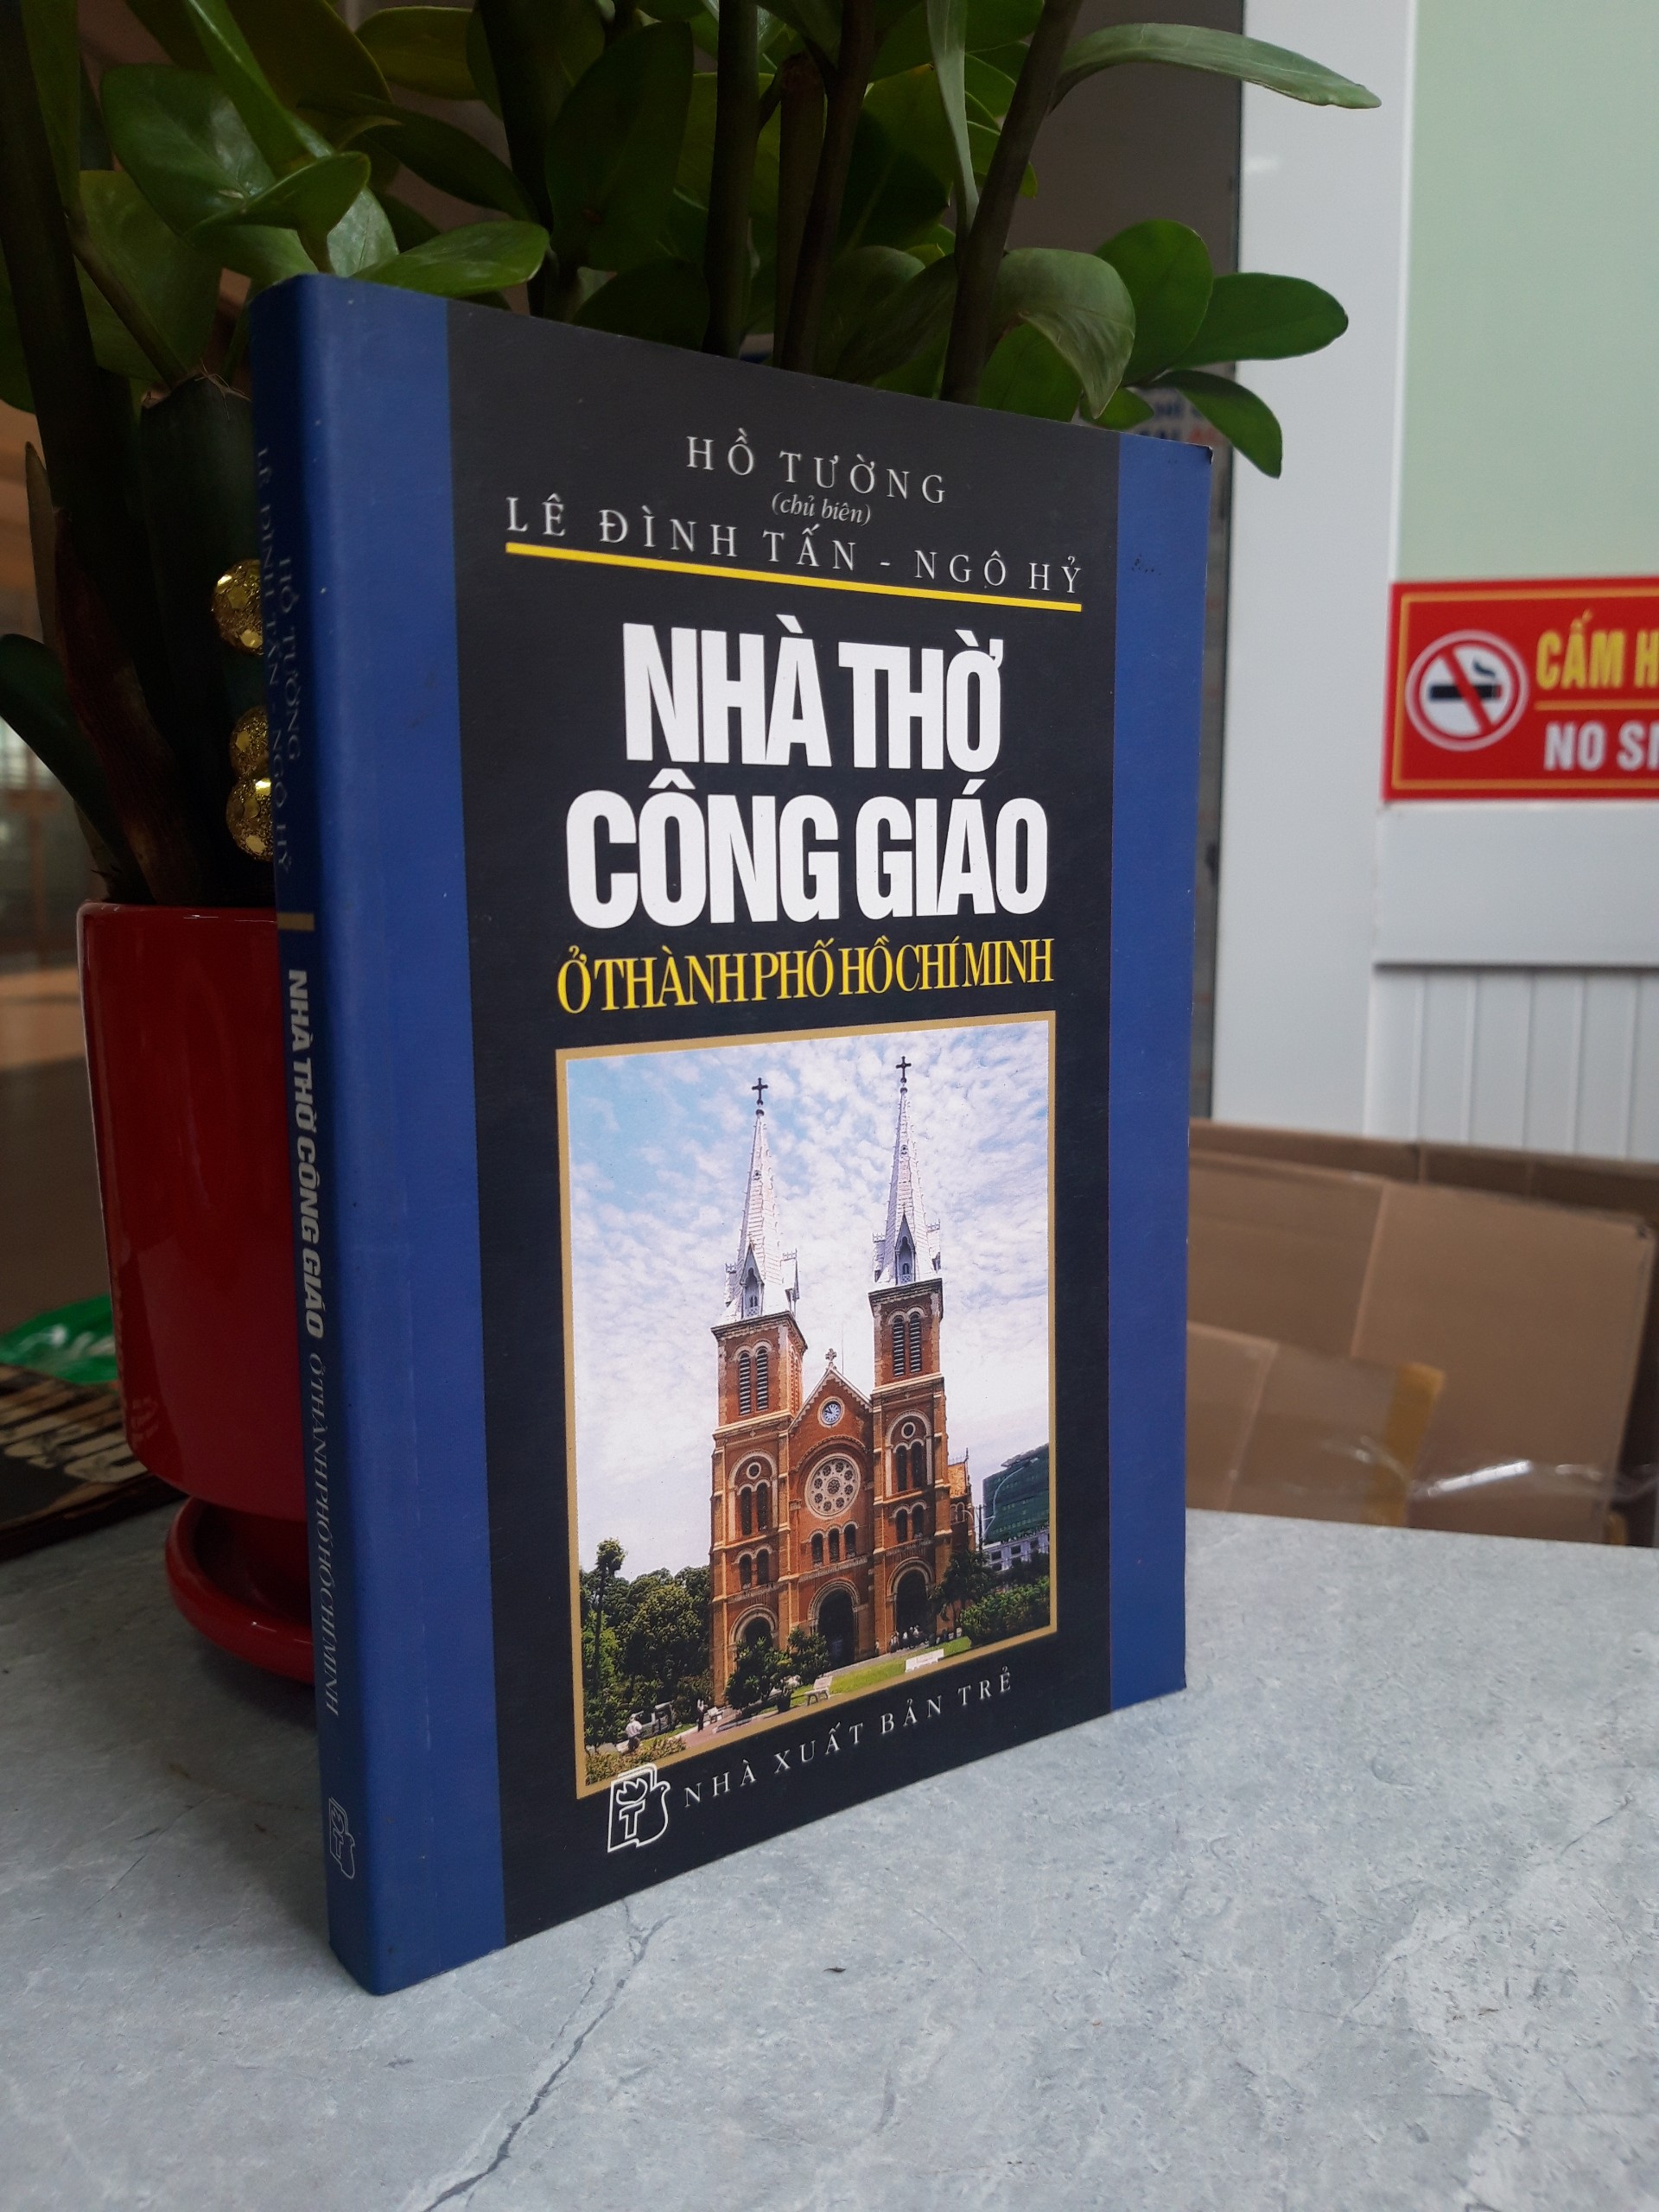 HỒ TƯỜNG
(chủ biên)
LÊ ĐÌNH TẤN - NGÔ HỶ
NHÀ THỜ
CÔNG GIÁO
Ở THÀNH PHỐ HỒ CHÍ MINH
NHÀ XUẤT BẢN TRẺ
T
HỒ TƯỜNG
LÊ ĐÌNH TẤN - NGÔ HỶ
NHÀ THỜ CÔNG GIÁO Ở THÀNH PHỐ HỒ CHÍ MINH
T
CẤM H
NO S